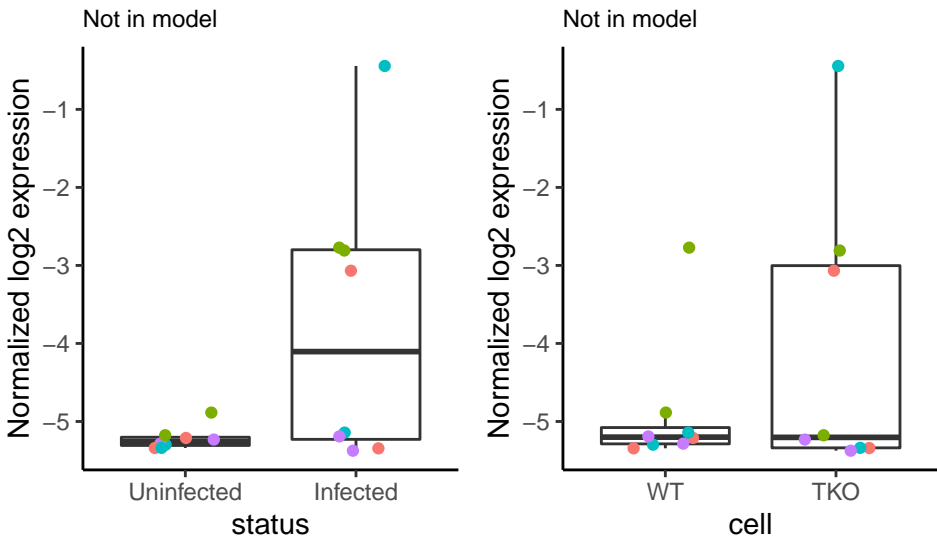 Not in model
Normalized log2 expression
−1
−2
−3
−4
−5
Uninfected
Infected
status
Not in model
Normalized log2 expression
−1
−2
−3
−4
−5
WT
TKO
cell